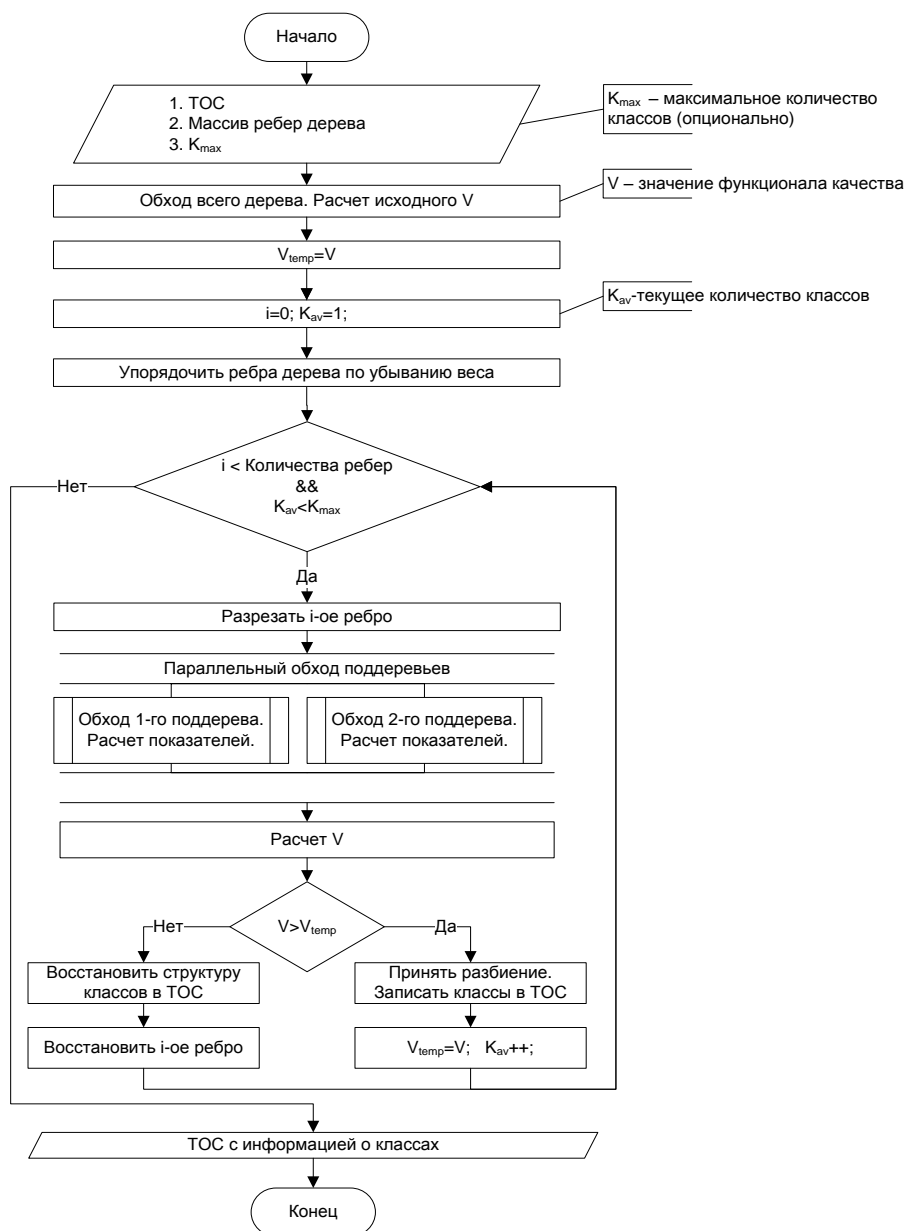 Начало
1. ТОС
2. Массив ребер дерева
3. Kmax
Kmax – максимальное количество
классов (опционально)
Обход всего дерева. Расчет исходного V
V – значение функционала качества
Vtemp=V
i=0; Kav=1;
Kav-текущее количество классов
Упорядочить ребра дерева по убыванию веса
i < Количества ребер
&&
Kav<Kmax
Нет
Да
Разрезать i-ое ребро
Параллельный обход поддеревьев
Обход 1-го поддерева.
Расчет показателей.
Обход 2-го поддерева.
Расчет показателей.
Расчет V
V>Vtemp
Нет
Да
Восстановить структуру
классов в ТОС
Принять разбиение.
Записать классы в ТОС
Восстановить i-ое ребро
Vtemp=V; Kav++;
ТОС с информацией о классах
Конец